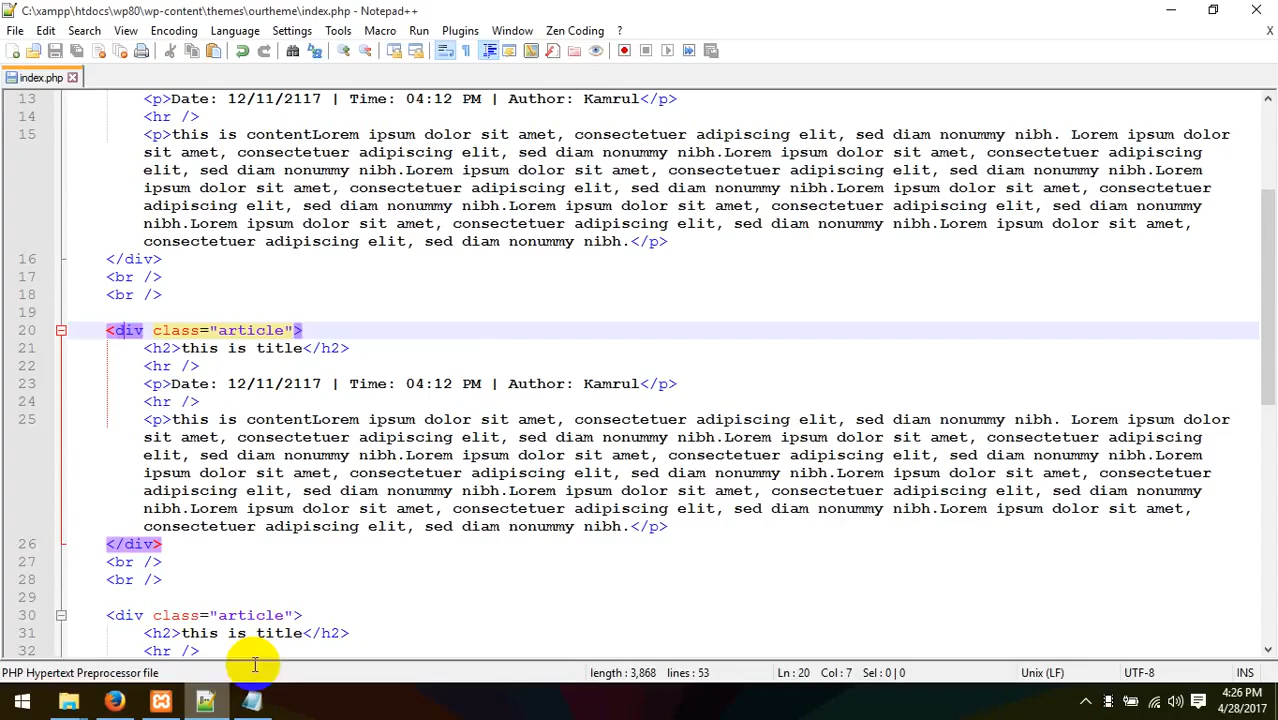 C:\xampp\htdocs\wp80\wp-content\themes\ourtheme\index.php - Notepad++
File Edit Search View Encoding Language Settings Tools Macro Run Plugins Window Zen Coding ? X
index.php
13 <p>Date: 12/11/2117 | Time: 04:12 PM | Author: Kamrul</p>
14 <hr />
15 <p>this is contentLorem ipsum dolor sit amet, consectetuer adipiscing elit, sed diam nonummy nibh. Lorem ipsum dolor
sit amet, consectetuer adipiscing elit, sed diam nonummy nibh.Lorem ipsum dolor sit amet, consectetuer adipiscing
elit, sed diam nonummy nibh.Lorem ipsum dolor sit amet, consectetuer adipiscing elit, sed diam nonummy nibh.Lorem
ipsum dolor sit amet, consectetuer adipiscing elit, sed diam nonummy nibh.Lorem ipsum dolor sit amet, consectetuer
adipiscing elit, sed diam nonummy nibh.Lorem ipsum dolor sit amet, consectetuer adipiscing elit, sed diam nonummy
nibh.Lorem ipsum dolor sit amet, consectetuer adipiscing elit, sed diam nonummy nibh.Lorem ipsum dolor sit amet,
consectetuer adipiscing elit, sed diam nonummy nibh.</p>
16 </div>
17 <br />
18 <br />
19
20 <div class="article">
21 <h2>this is title</h2>
22 <hr />
23 <p>Date: 12/11/2117 | Time: 04:12 PM | Author: Kamrul</p>
24 <hr />
25 <p>this is contentLorem ipsum dolor sit amet, consectetuer adipiscing elit, sed diam nonummy nibh. Lorem ipsum dolor
sit amet, consectetuer adipiscing elit, sed diam nonummy nibh.Lorem ipsum dolor sit amet, consectetuer adipiscing
elit, sed diam nonummy nibh.Lorem ipsum dolor sit amet, consectetuer adipiscing elit, sed diam nonummy nibh.Lorem
ipsum dolor sit amet, consectetuer adipiscing elit, sed diam nonummy nibh.Lorem ipsum dolor sit amet, consectetuer
adipiscing elit, sed diam nonummy nibh.Lorem ipsum dolor sit amet, consectetuer adipiscing elit, sed diam nonummy
nibh.Lorem ipsum dolor sit amet, consectetuer adipiscing elit, sed diam nonummy nibh.Lorem ipsum dolor sit amet,
consectetuer adipiscing elit, sed diam nonummy nibh.</p>
26 </div>
27 <br />
28 <br />
29
30 <div class="article">
31 <h2>this is title</h2>
32 <hr />
PHP Hypertext Preprocessor file length : 3,868 lines : 53 Ln : 20 Col : 7 Sel : 0 | 0 Unix (LF) UTF-8 INS
4:26 PM
4/28/2017